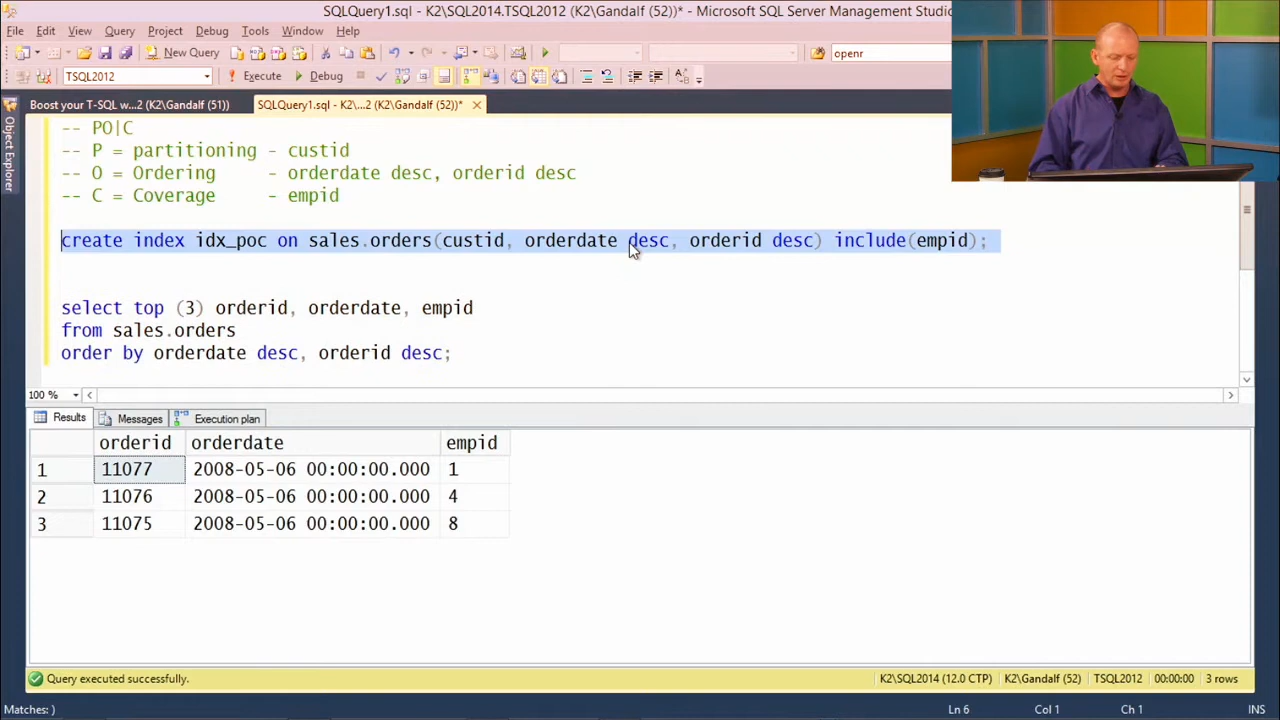 SQLQuery1.sql - K2\SQL2014.TSQL2012 (K2\Gandalf (52))* - Microsoft SQL Server Management Studio
File Edit View Query Project Debug Tools Window Help
New Query openr
TSQL2012 Execute Debug
Boost your T-SQL w...2 (K2\Gandalf (51)) SQLQuery1.sql - K2\...2 (K2\Gandalf (52))*
Object Explorer
-- PO|C
-- P = partitioning - custid
-- O = Ordering - orderdate desc, orderid desc
-- C = Coverage - empid
create index idx_poc on sales.orders(custid, orderdate desc, orderid desc) include(empid);
select top (3) orderid, orderdate, empid
from sales.orders
order by orderdate desc, orderid desc;
100 %
Results Messages Execution plan
orderid orderdate empid
1 11077 2008-05-06 00:00:00.000 1
2 11076 2008-05-06 00:00:00.000 4
3 11075 2008-05-06 00:00:00.000 8
Query executed successfully. K2\SQL2014 (12.0 CTP) K2\Gandalf (52) TSQL2012 00:00:00 3 rows
Matches: ) Ln 6 Col 1 Ch 1 INS